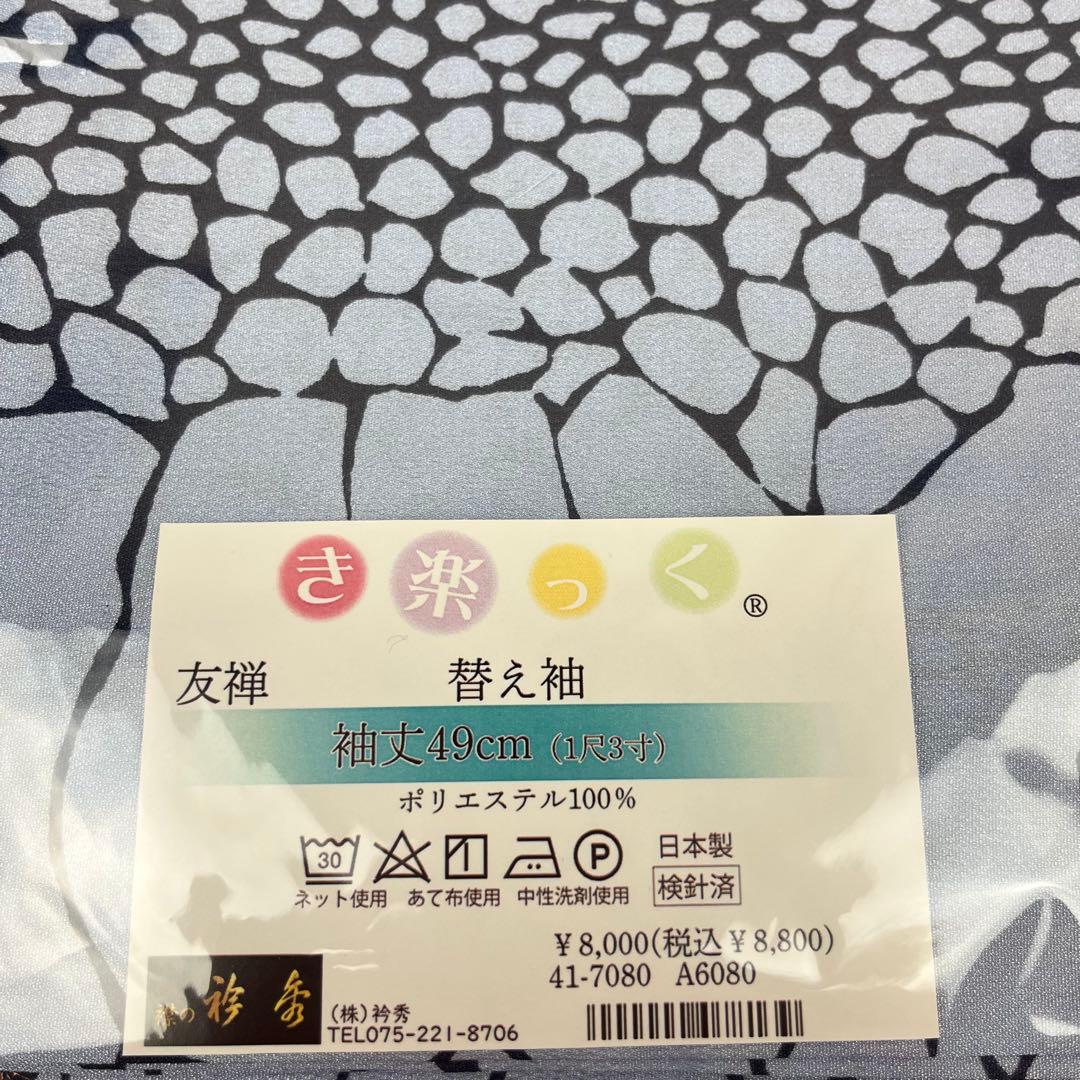 き楽っく®
友禅 替え袖
袖丈49cm (1尺3寸)
ポリエステル100%
30 P 日本製
ネット使用 あて布使用 中性洗剤使用 検針済
¥8,000(税込¥8,800)
41-7080 A6080
襟の衿秀
(株)衿秀
TEL075-221-8706